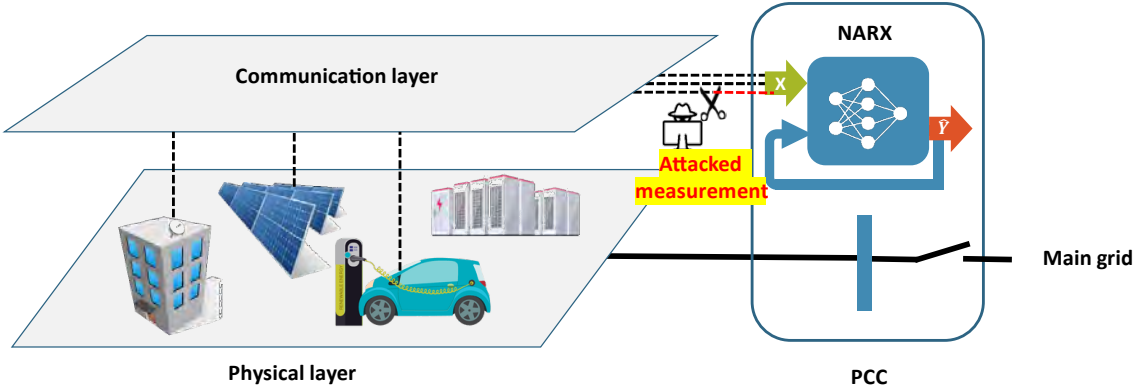 NARX
Communication layer
X
Ŷ
Attacked
measurement
Main grid
Physical layer
PCC